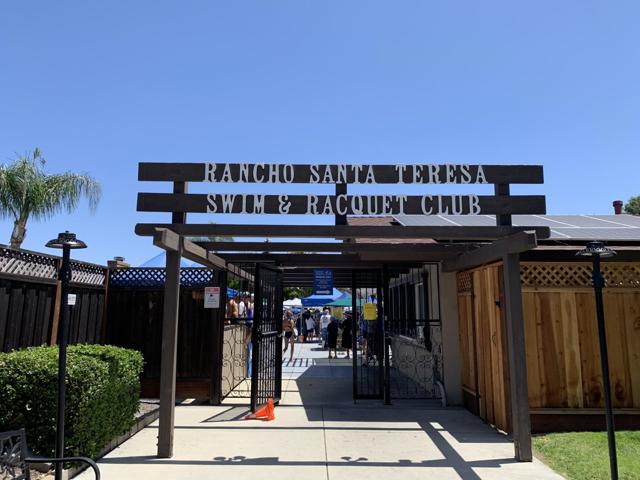 RANCHO SANTA TERESA
SWIM & RACQUET CLUB